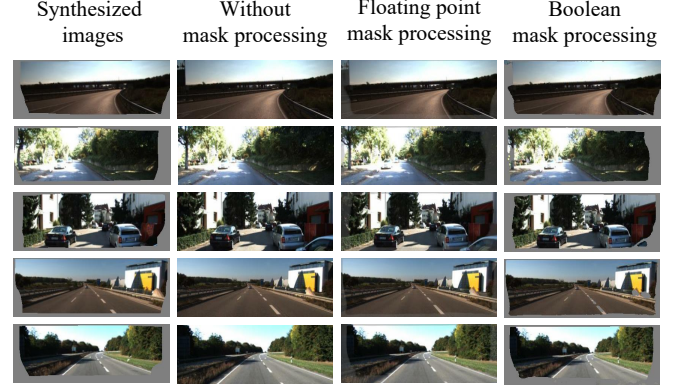 Synthesized
images
Without
mask processing
Floating point
mask processing
Boolean
mask processing